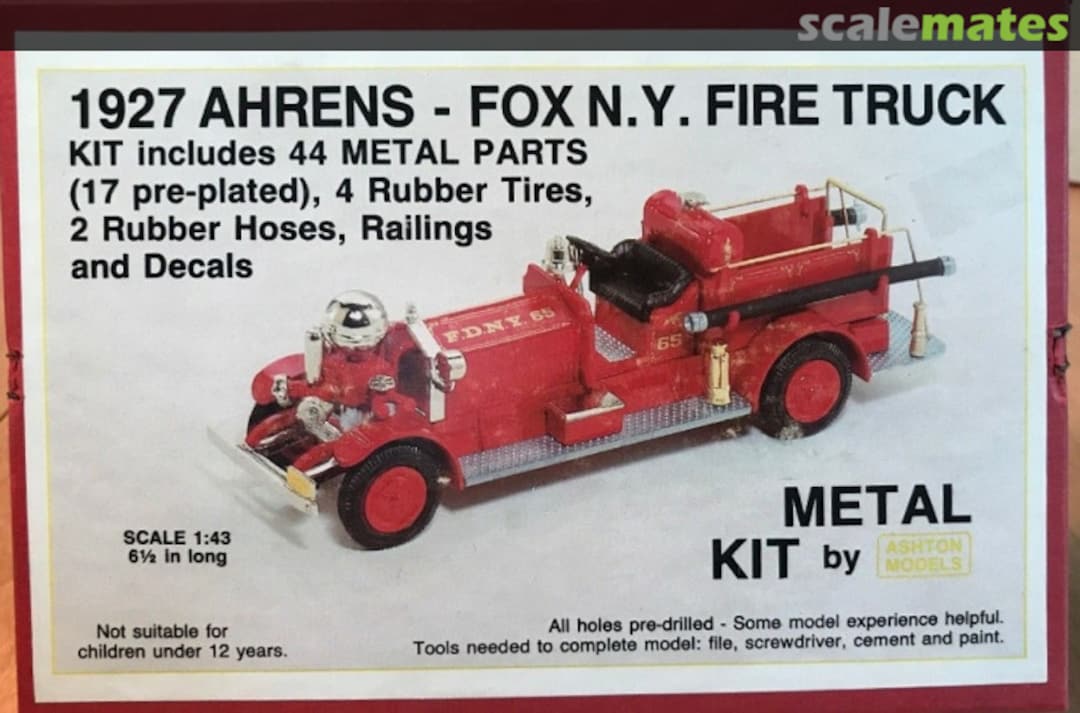 scalemates
1927 AHRENS - FOX N.Y. FIRE TRUCK
KIT includes 44 METAL PARTS
(17 pre-plated), 4 Rubber Tires,
2 Rubber Hoses, Railings
and Decals
F.D.N.Y. 65
65
SCALE 1:43
6½ in long
METAL
KIT by ASHTON
MODELS
Not suitable for
children under 12 years.
All holes pre-drilled - Some model experience helpful.
Tools needed to complete model: file, screwdriver, cement and paint.